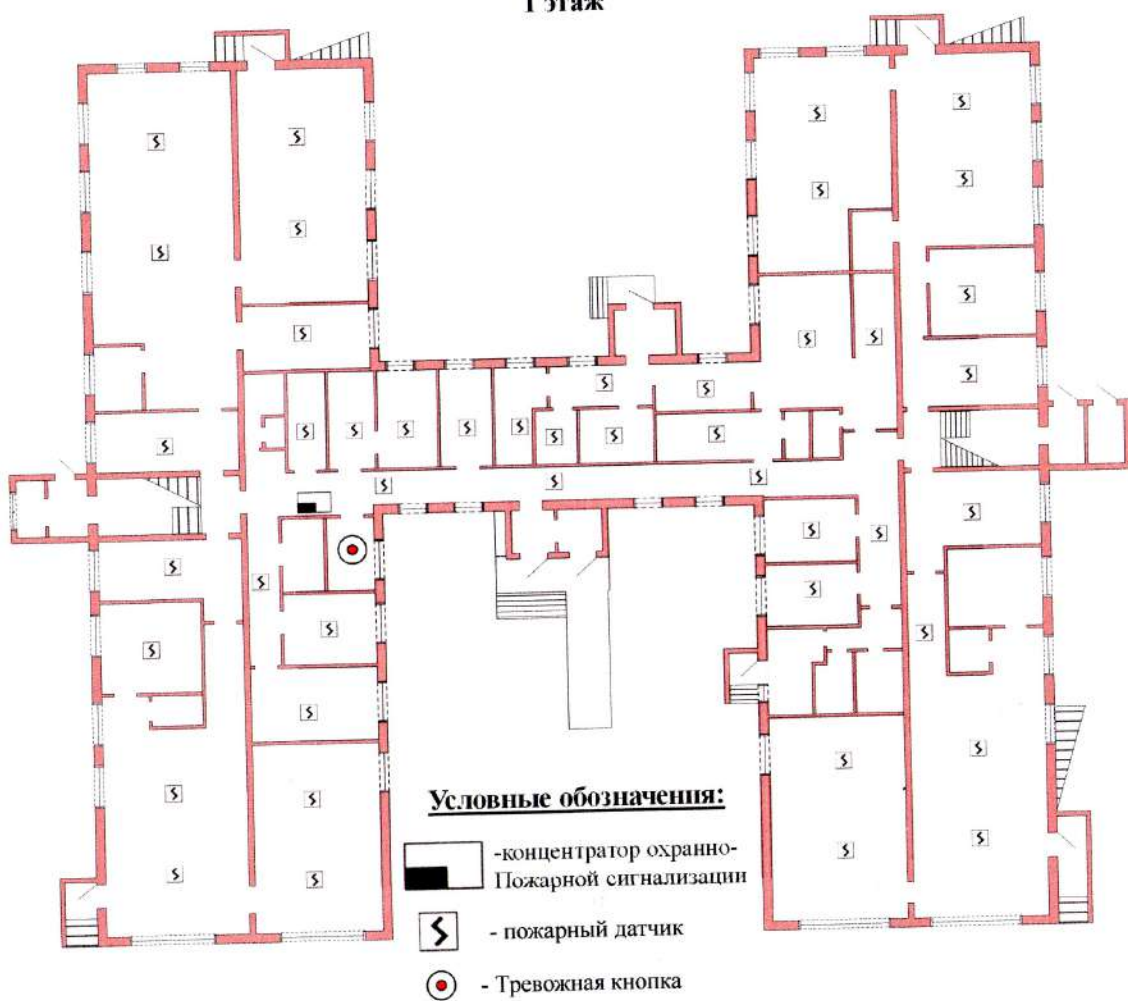 1 этаж
Условные обозначения:
-концентратор охранно-
Пожарной сигнализации
- пожарный датчик
- Тревожная кнопка